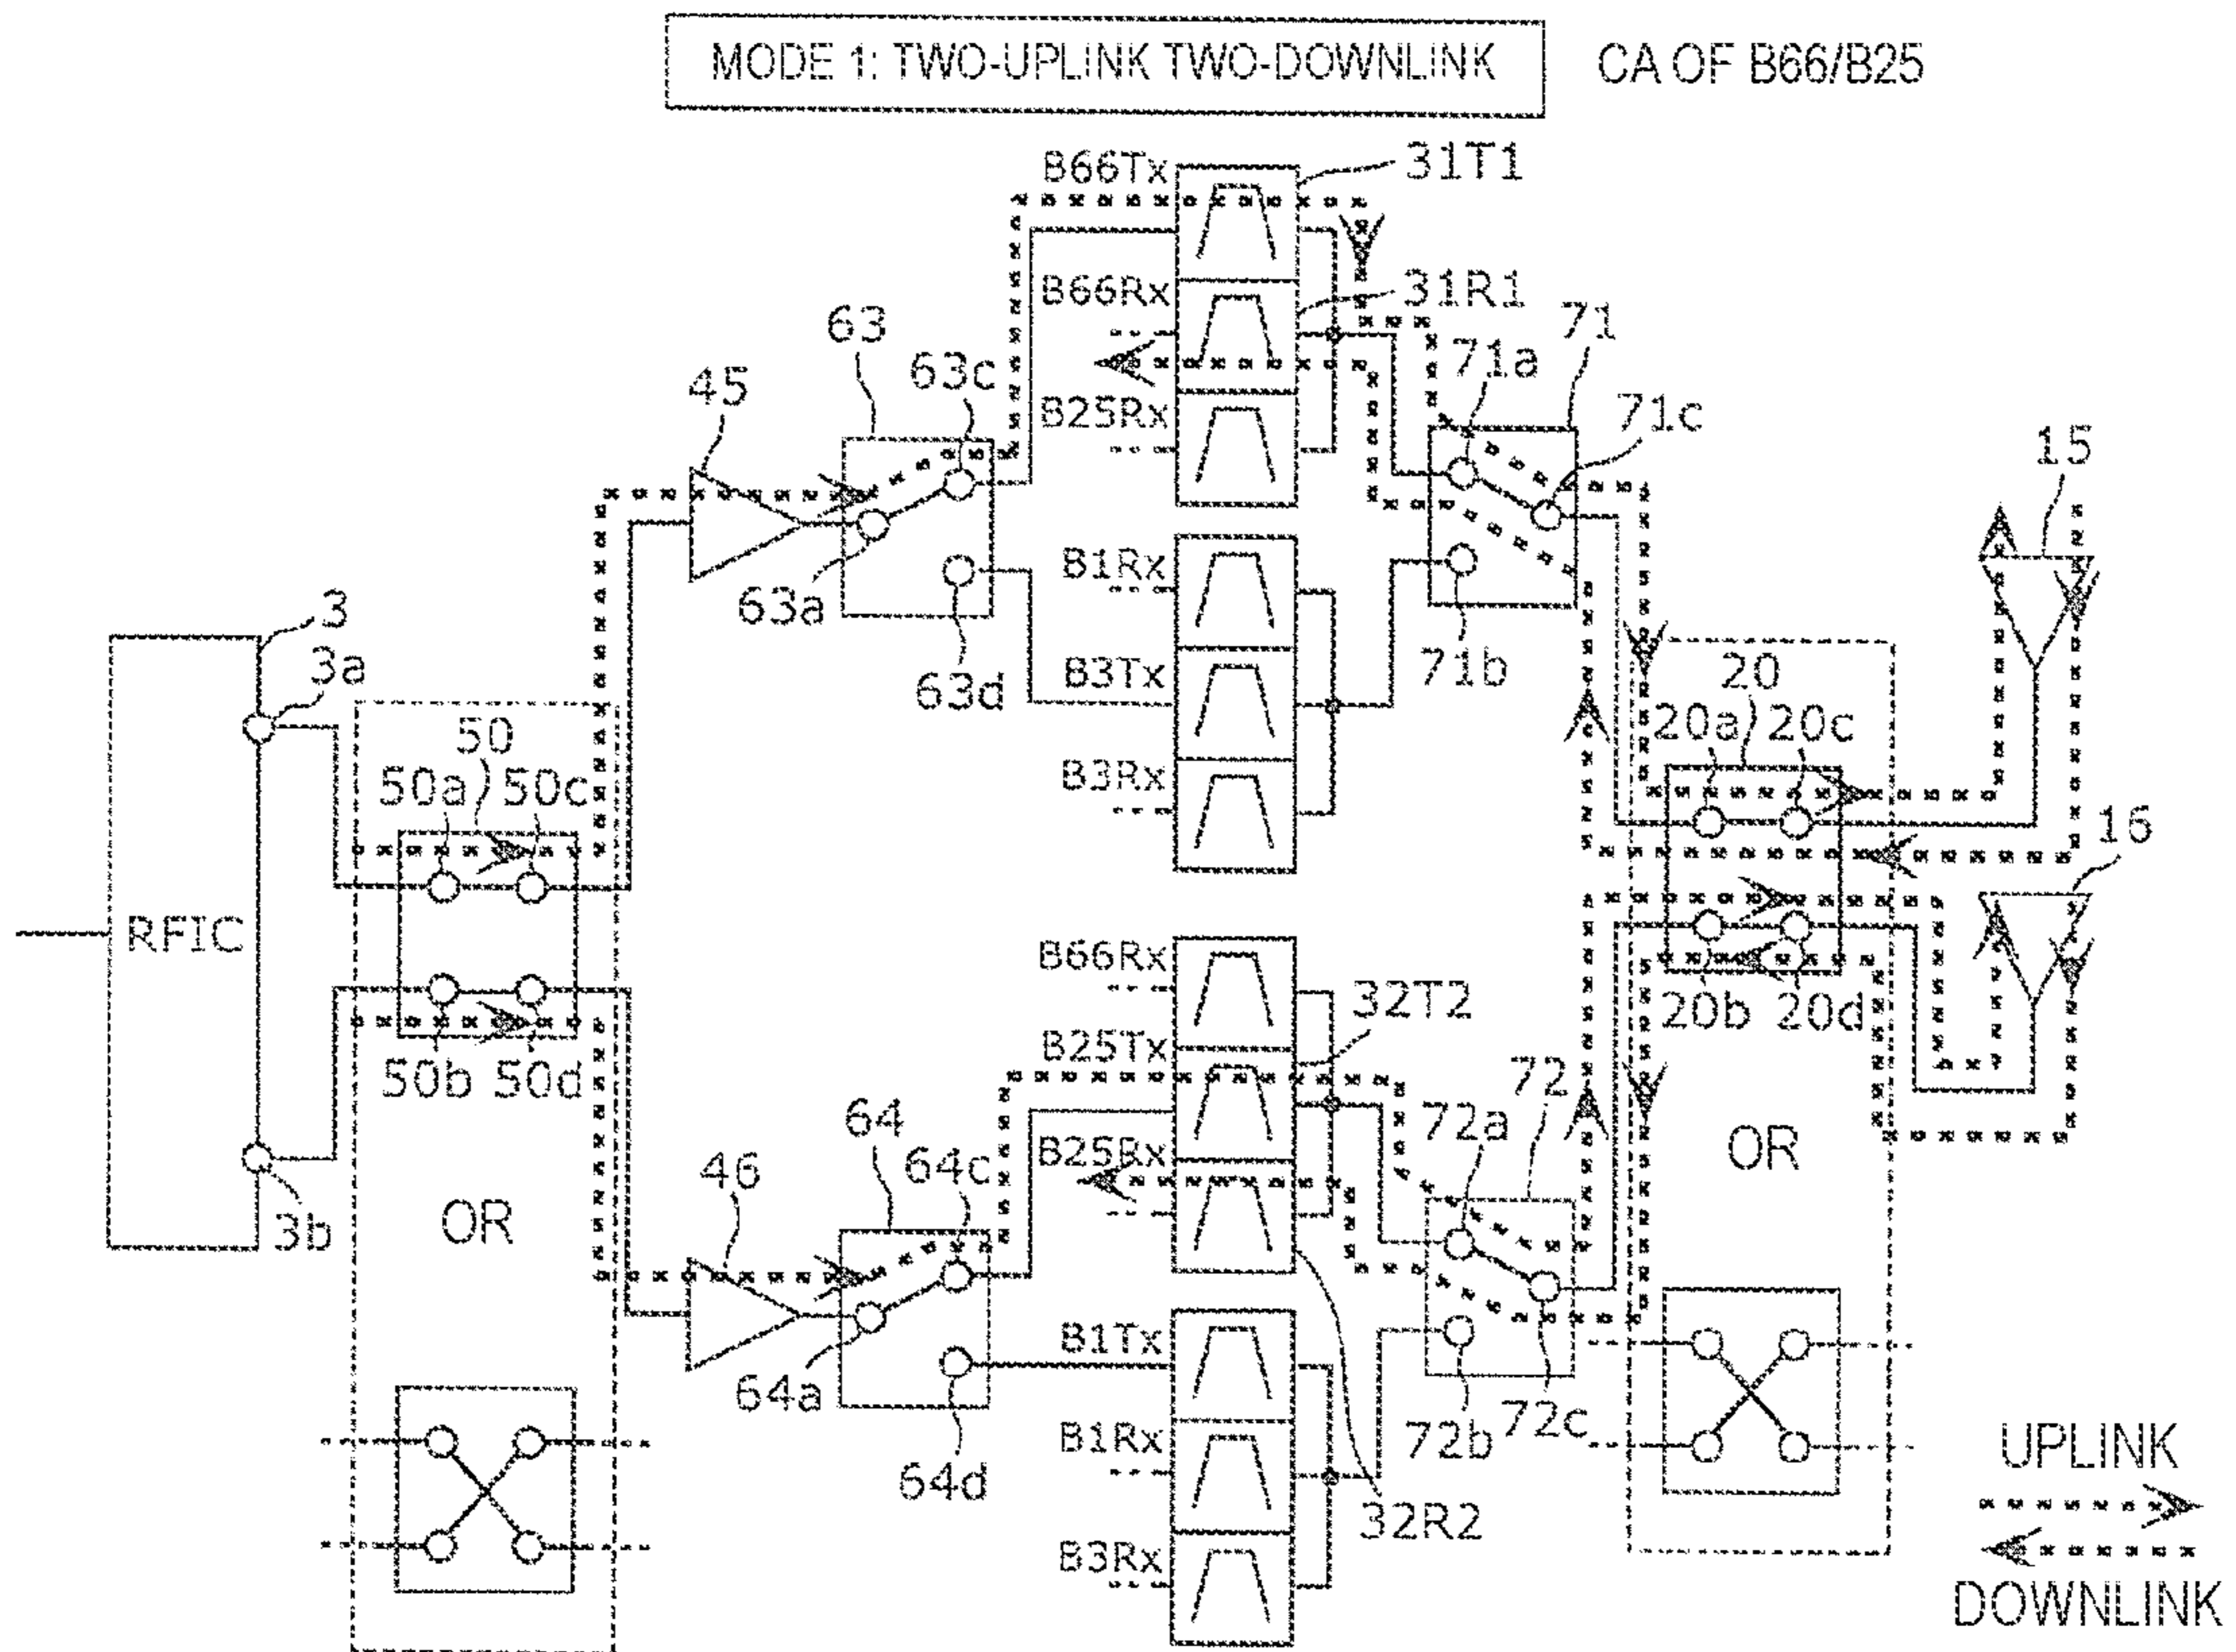 MODE 1: TWO-UPLINK TWO-DOWNLINK
CA OF B66/B25
B66Tx
31T1
B66Rx
31R1
63
71
71a
63c
45
B25Rx
71c
15
B1Rx
63a
3
3a
B3Tx
71b
63d
20
50
20a
20c
50a
50c
B3Rx
16
RFIC
B66Rx
32T2
20b
20d
B25Tx
50b
50d
72
64
72a
OR
B25Rx
64c
46
OR
3b
B1Tx
64a
72b
72c
B1Rx
UPLINK
64d
32R2
B3Rx
DOWNLINK